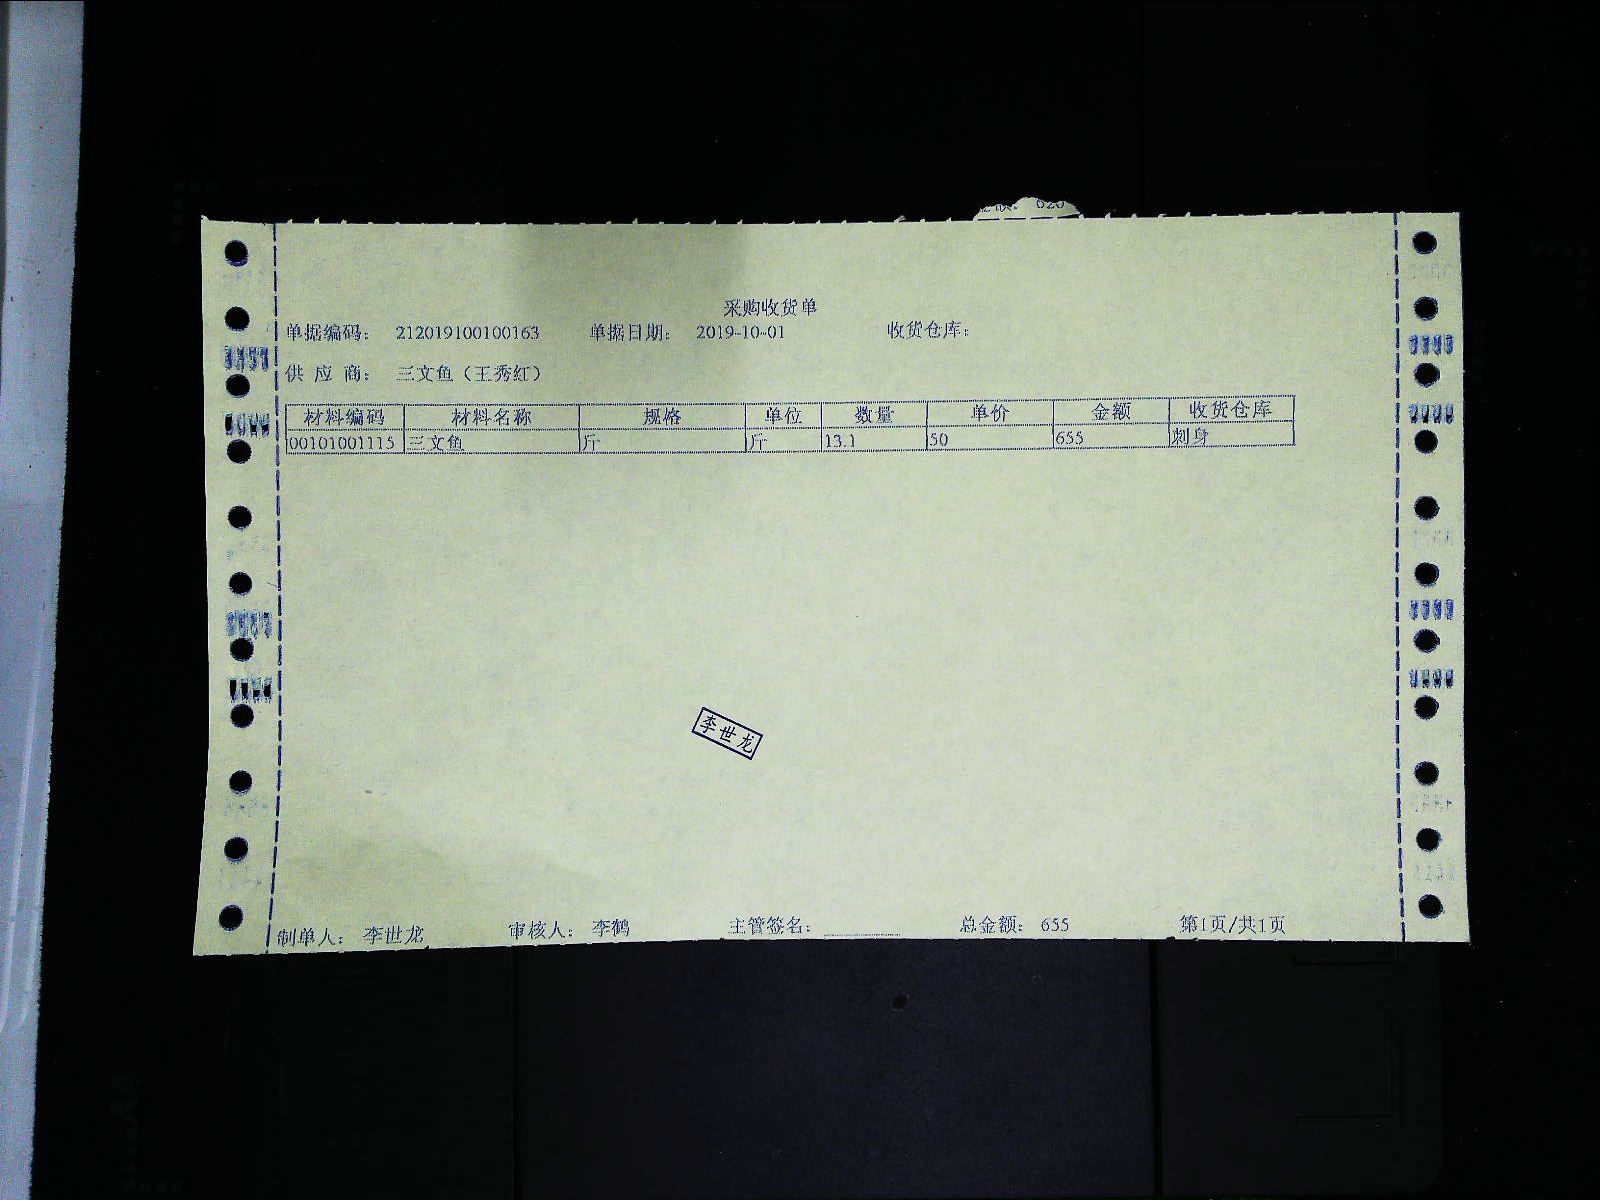 采购收货单
单据编码: 212019100100163 单据日期: 2019-10-01 收货仓库:
供 应 商: 三文鱼(王秀红)
材料编码 材料名称 规格 单位 数量 单价 金额 收货仓库
00101001115 三文鱼 斤 斤 13.1 50 655 刺身
李世龙
制单人: 李世龙 审核人: 李鹤 主管签名: 总金额: 655 第1页/共1页